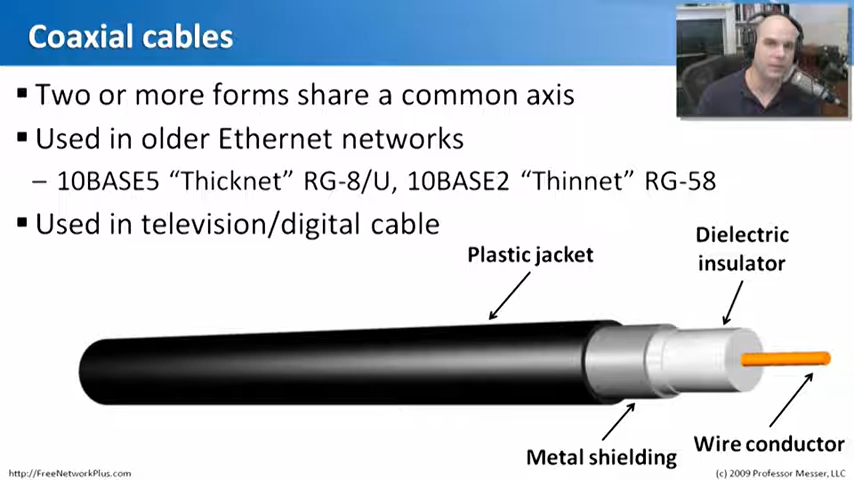 Coaxial cables
▪ Two or more forms share a common axis
▪ Used in older Ethernet networks
– 10BASE5 “Thicknet” RG-8/U, 10BASE2 “Thinnet” RG-58
▪ Used in television/digital cable
Plastic jacket
Dielectric
insulator
Metal shielding
Wire conductor
http://FreeNetworkPlus.com
(c) 2009 Professor Messer, LLC